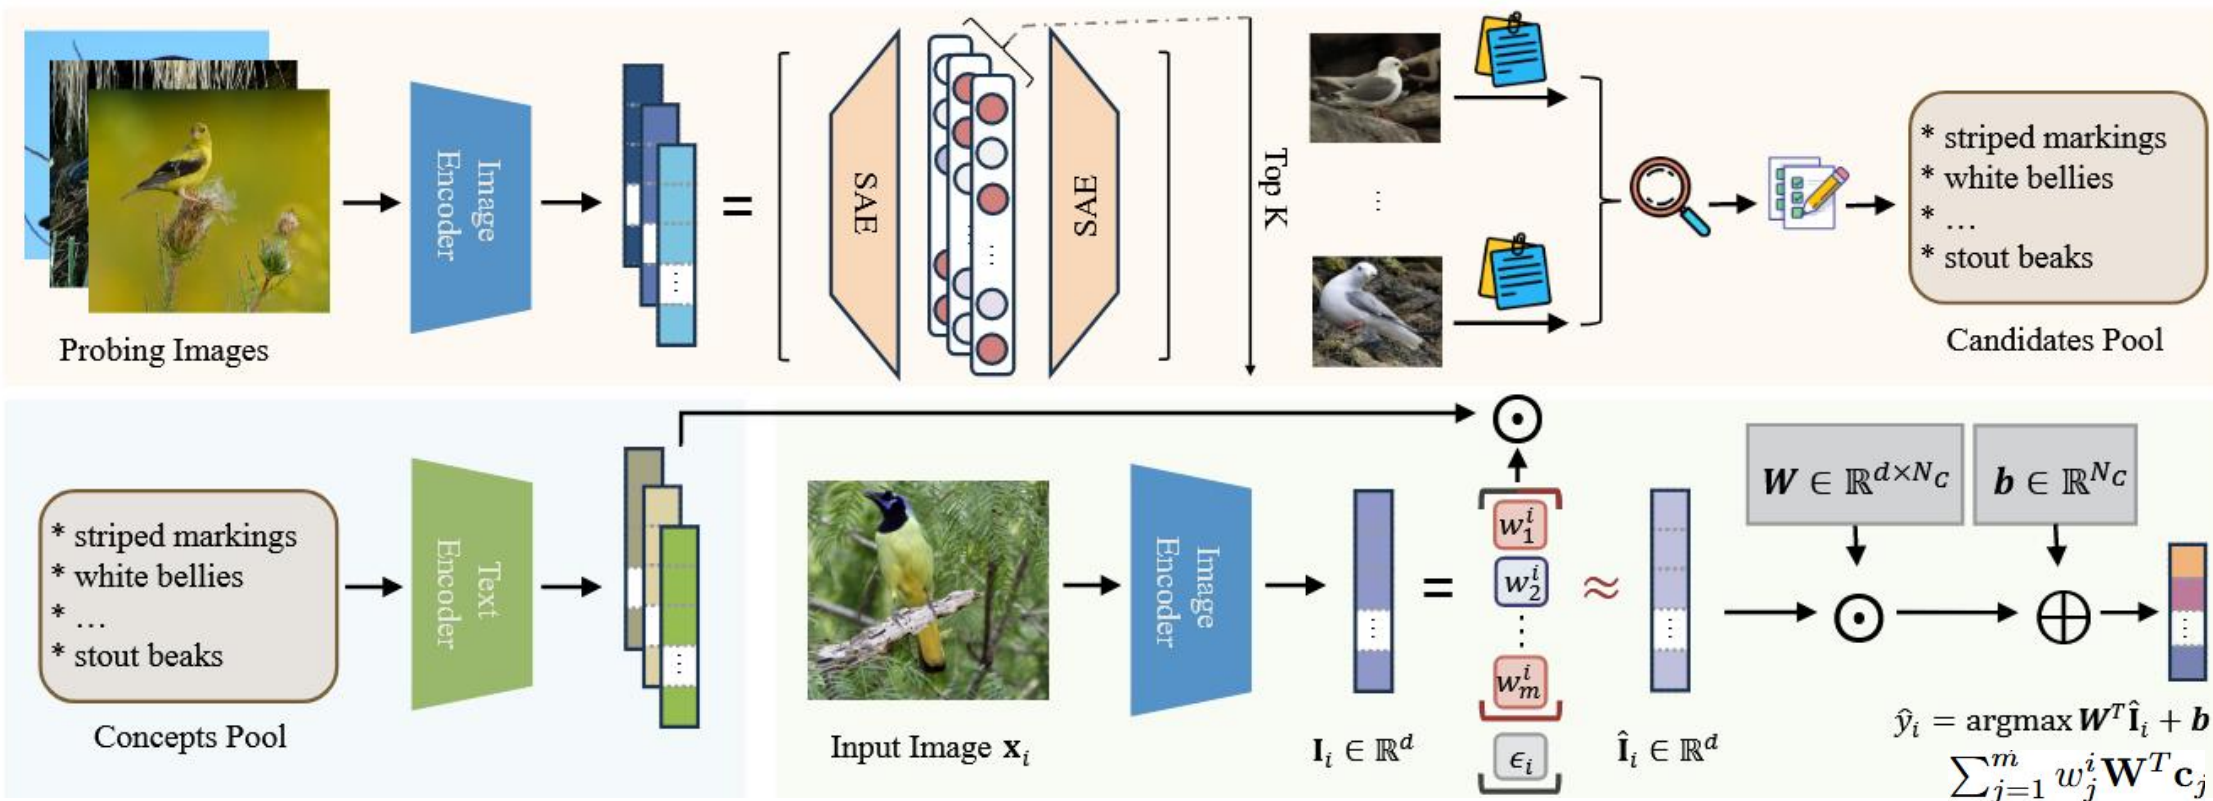 Image
Encoder
=
SAE
...
SAE
Top K
...
* striped markings
* white bellies
* ...
* stout beaks
Probing Images
Candidates Pool
* striped markings
* white bellies
* ...
* stout beaks
Concepts Pool
Text
Encoder
...
Input Image x_i
Image
Encoder
...
I_i ∈ ℝ^d
=
w_1^i
w_2^i
⋮
w_m^i
ϵ_i
≈
...
Î_i ∈ ℝ^d
W ∈ ℝ^{d×N_C}
b ∈ ℝ^{N_C}
...
ŷ_i = argmax W^T Î_i + b
∑_{j=1}^{m} w_j^i W^T c_j